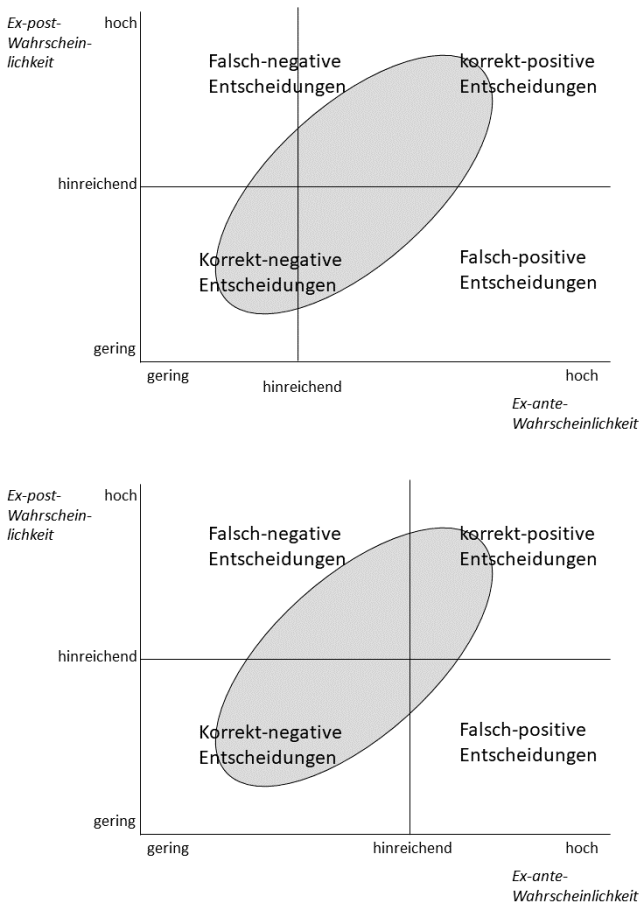 Ex-post-
Wahrschein-
lichkeit
hoch
Falsch-negative
Entscheidungen
korrekt-positive
Entscheidungen
hinreichend
Korrekt-negative
Entscheidungen
Falsch-positive
Entscheidungen
gering
gering
hinreichend
hoch
Ex-ante-
Wahrscheinlichkeit
Ex-post-
Wahrschein-
lichkeit
hoch
Falsch-negative
Entscheidungen
korrekt-positive
Entscheidungen
hinreichend
Korrekt-negative
Entscheidungen
Falsch-positive
Entscheidungen
gering
gering
hinreichend
hoch
Ex-ante-
Wahrscheinlichkeit